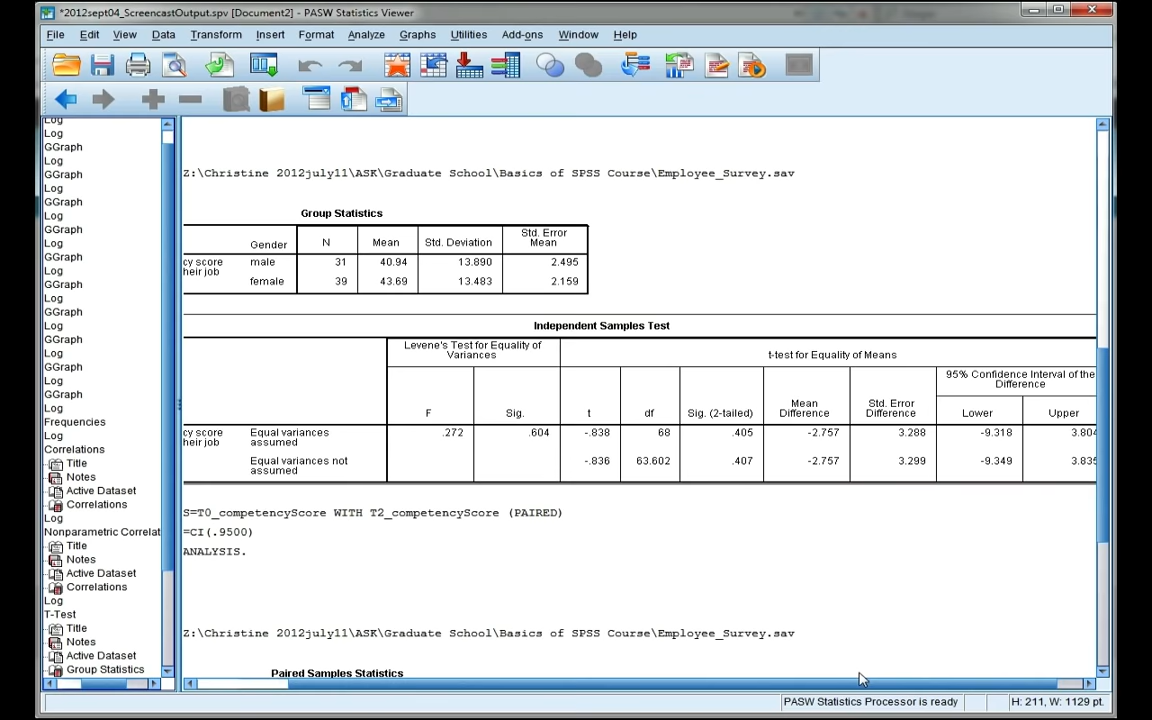 *2012sept04_ScreencastOutput.spv [Document2] - PASW Statistics Viewer
File Edit View Data Transform Insert Format Analyze Graphs Utilities Add-ons Window Help
Log
Log
GGraph
Log
GGraph
Log
GGraph
Log
GGraph
Log
GGraph
Log
GGraph
Log
GGraph
Log
GGraph
Log
GGraph
Log
GGraph
Log
Frequencies
Log
Correlations
Title
Notes
Active Dataset
Correlations
Log
Nonparametric Correlat
Title
Notes
Active Dataset
Correlations
Log
T-Test
Title
Notes
Active Dataset
Group Statistics
Z:\Christine 2012july11\ASK\Graduate School\Basics of SPSS Course\Employee_Survey.sav
Group Statistics
Gender N Mean Std. Deviation Std. Error Mean
cy score heir job male 31 40.94 13.890 2.495
female 39 43.69 13.483 2.159
Independent Samples Test
Levene's Test for Equality of Variances t-test for Equality of Means
95% Confidence Interval of the Difference
F Sig. t df Sig. (2-tailed) Mean Difference Std. Error Difference Lower Upper
cy score heir job Equal variances assumed .272 .604 -.838 68 .405 -2.757 3.288 -9.318 3.804
Equal variances not assumed -.836 63.602 .407 -2.757 3.299 -9.349 3.835
S=T0_competencyScore WITH T2_competencyScore (PAIRED)
=CI(.9500)
ANALYSIS.
Z:\Christine 2012july11\ASK\Graduate School\Basics of SPSS Course\Employee_Survey.sav
Paired Samples Statistics
PASW Statistics Processor is ready H: 211, W: 1129 pt.